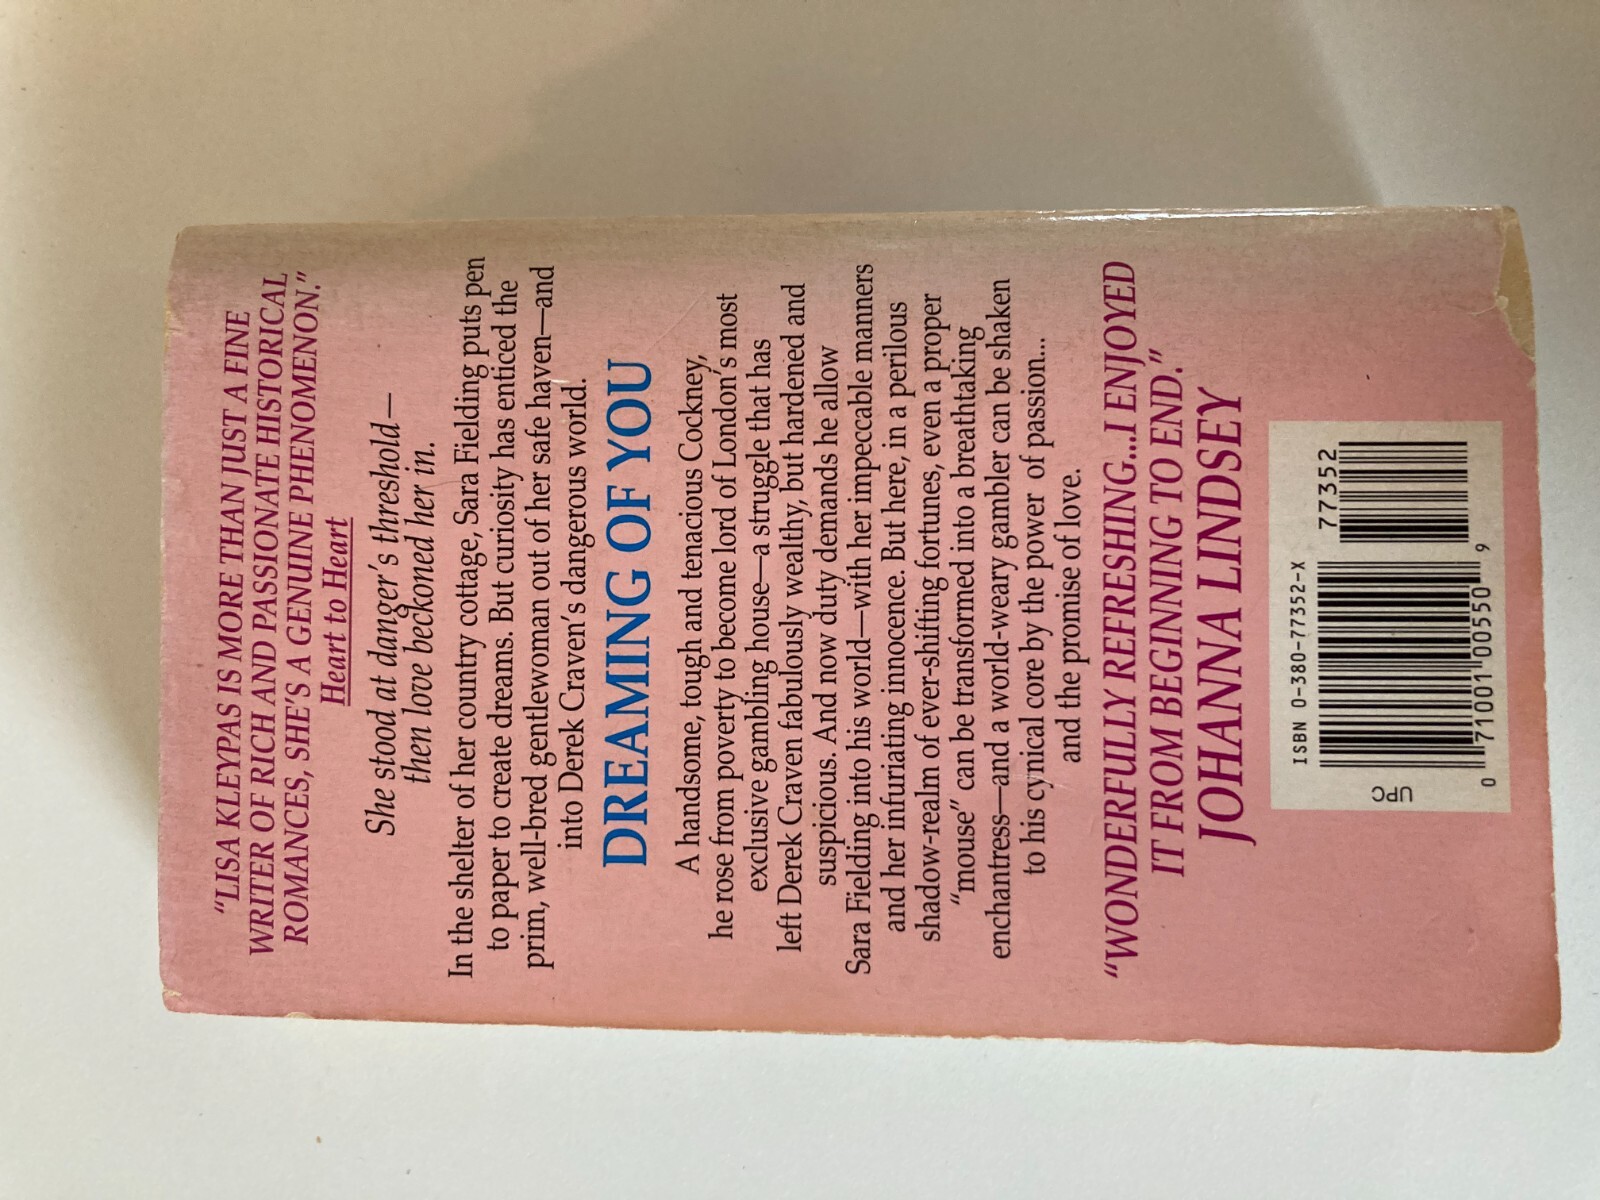 “LISA KLEYPAS IS MORE THAN JUST A FINE
WRITER OF RICH AND PASSIONATE HISTORICAL
ROMANCES, SHE'S A GENUINE PHENOMENON.”
Heart to Heart
She stood at danger's threshold—
then love beckoned her in.
In the shelter of her country cottage, Sara Fielding puts pen
to paper to create dreams. But curiosity has enticed the
prim, well-bred gentlewoman out of her safe haven—and
into Derek Craven's dangerous world.
DREAMING OF YOU
A handsome, tough and tenacious Cockney,
he rose from poverty to become lord of London's most
exclusive gambling house—a struggle that has
left Derek Craven fabulously wealthy, but hardened and
suspicious. And now duty demands he allow
Sara Fielding into his world—with her impeccable manners
and her infuriating innocence. But here, in a perilous
shadow-realm of ever-shifting fortunes, even a proper
“mouse” can be transformed into a breathtaking
enchantress—and a world-weary gambler can be shaken
to his cynical core by the power of passion...
and the promise of love.
“WONDERFULLY REFRESHING...I ENJOYED
IT FROM BEGINNING TO END.”
JOHANNA LINDSEY
ISBN 0-380-77352-X
77352
UPC
0 71001 00550 9